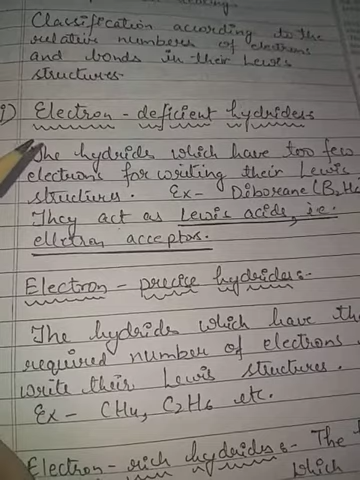 Classification according to the
relative numbers of electrons
and bonds in their Lewis
structures-
i) Electron - deficient hydrides
The hydrids which have too few
electrons for writing their Lewis
structures. Ex- Diborane (B2H6
They act as Lewis acids, i.e.
electron acceptors.
Electron - precise hydrides-
The hydrids which have the
required number of electrons
write their Lewis structures.
Ex- CH4, C2H6 etc.
Electron - rich hydrides - The
which